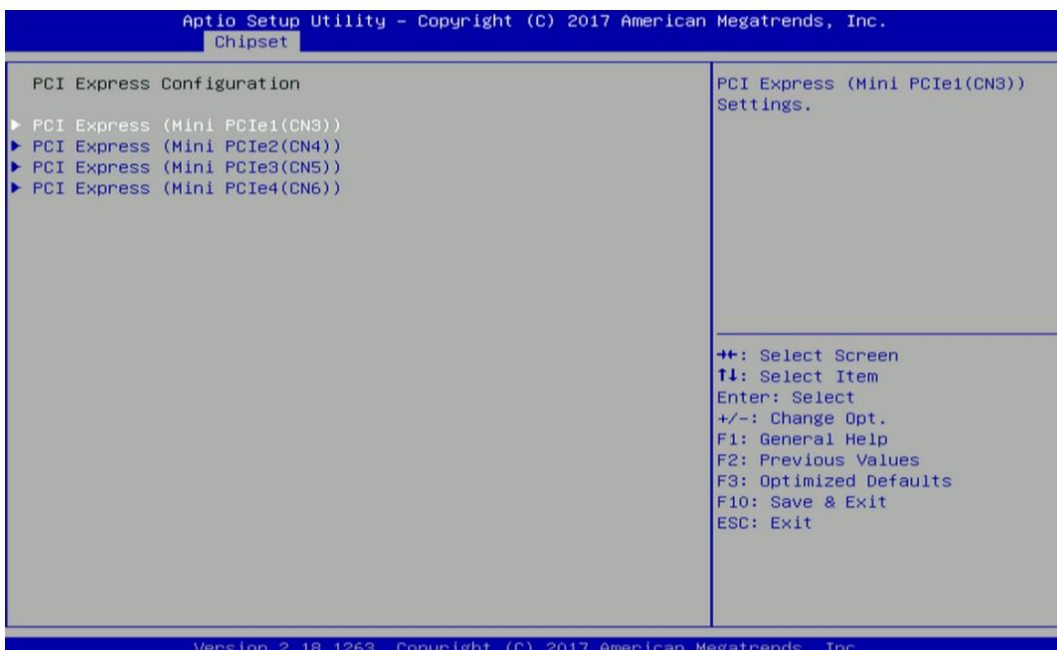 Aptio Setup Utility – Copyright (C) 2017 American Megatrends, Inc.
Chipset
PCI Express Configuration
▶ PCI Express (Mini PCIe1(CN3))
▶ PCI Express (Mini PCIe2(CN4))
▶ PCI Express (Mini PCIe3(CN5))
▶ PCI Express (Mini PCIe4(CN6))
PCI Express (Mini PCIe1(CN3))
Settings.
→←: Select Screen
↑↓: Select Item
Enter: Select
+/-: Change Opt.
F1: General Help
F2: Previous Values
F3: Optimized Defaults
F10: Save & Exit
ESC: Exit
Version 2.18.1263. Copyright (C) 2017 American Megatrends, Inc.